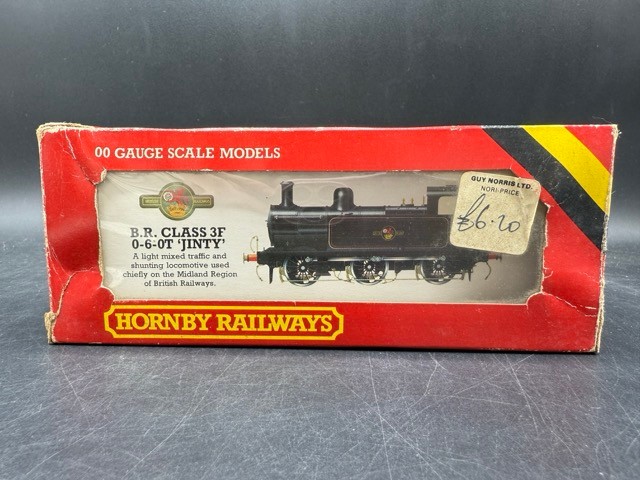 00 GAUGE SCALE MODELS
B.R. CLASS 3F
0-6-0T 'JINTY'
A light mixed traffic and
shunting locomotive used
chiefly on the Midland Region
of British Railways.
GUY NORRIS LTD.
NORI-PRICE
£6.20
HORNBY RAILWAYS